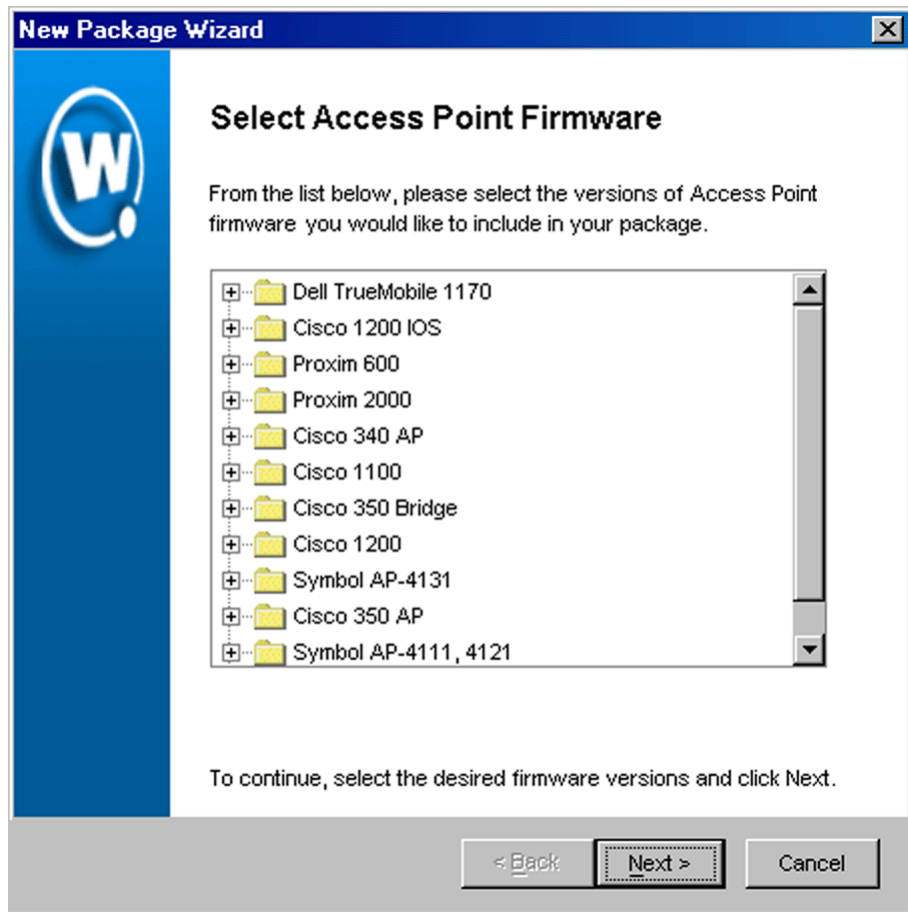 New Package Wizard
W
Select Access Point Firmware
From the list below, please select the versions of Access Point
firmware you would like to include in your package.
Dell TrueMobile 1170
Cisco 1200 IOS
Proxim 600
Proxim 2000
Cisco 340 AP
Cisco 1100
Cisco 350 Bridge
Cisco 1200
Symbol AP-4131
Cisco 350 AP
Symbol AP-4111, 4121
To continue, select the desired firmware versions and click Next.
< Back Next > Cancel